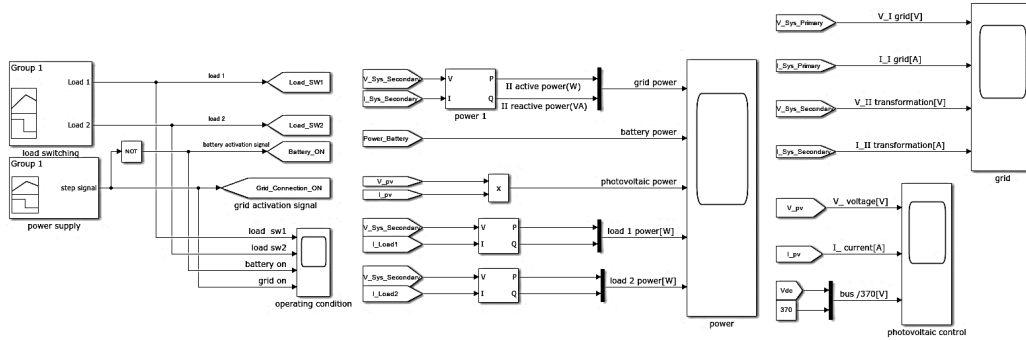 Group 1
Load 1
Load 2
load switching
Group 1
step signal
power supply
NOT
load 1
Load_SW1
load 2
Load_SW2
battery activation signal
Battery_ON
Grid_Connection_ON
grid activation signal
load sw1
load sw2
battery on
grid on
operating condition
V_Sys_Secondary
I_Sys_Secondary
V
I
P
Q
power 1
II active power(W)
II reactive power(VA)
grid power
Power_Battery
battery power
V_pv
I_pv
x
photovoltaic power
V_Sys_Secondary
I_Load1
V
I
P
Q
load 1 power[W]
V_Sys_Secondary
I_Load2
V
I
P
Q
load 2 power[W]
power
V_Sys_Primary
V_I grid[V]
I_Sys_Primary
I_I grid[A]
V_Sys_Secondary
V_II transformation[V]
I_Sys_Secondary
I_II transformation[A]
grid
V_pv
V_ voltage[V]
I_pv
I_ current[A]
Vdc
370
bus /370[V]
photovoltaic control